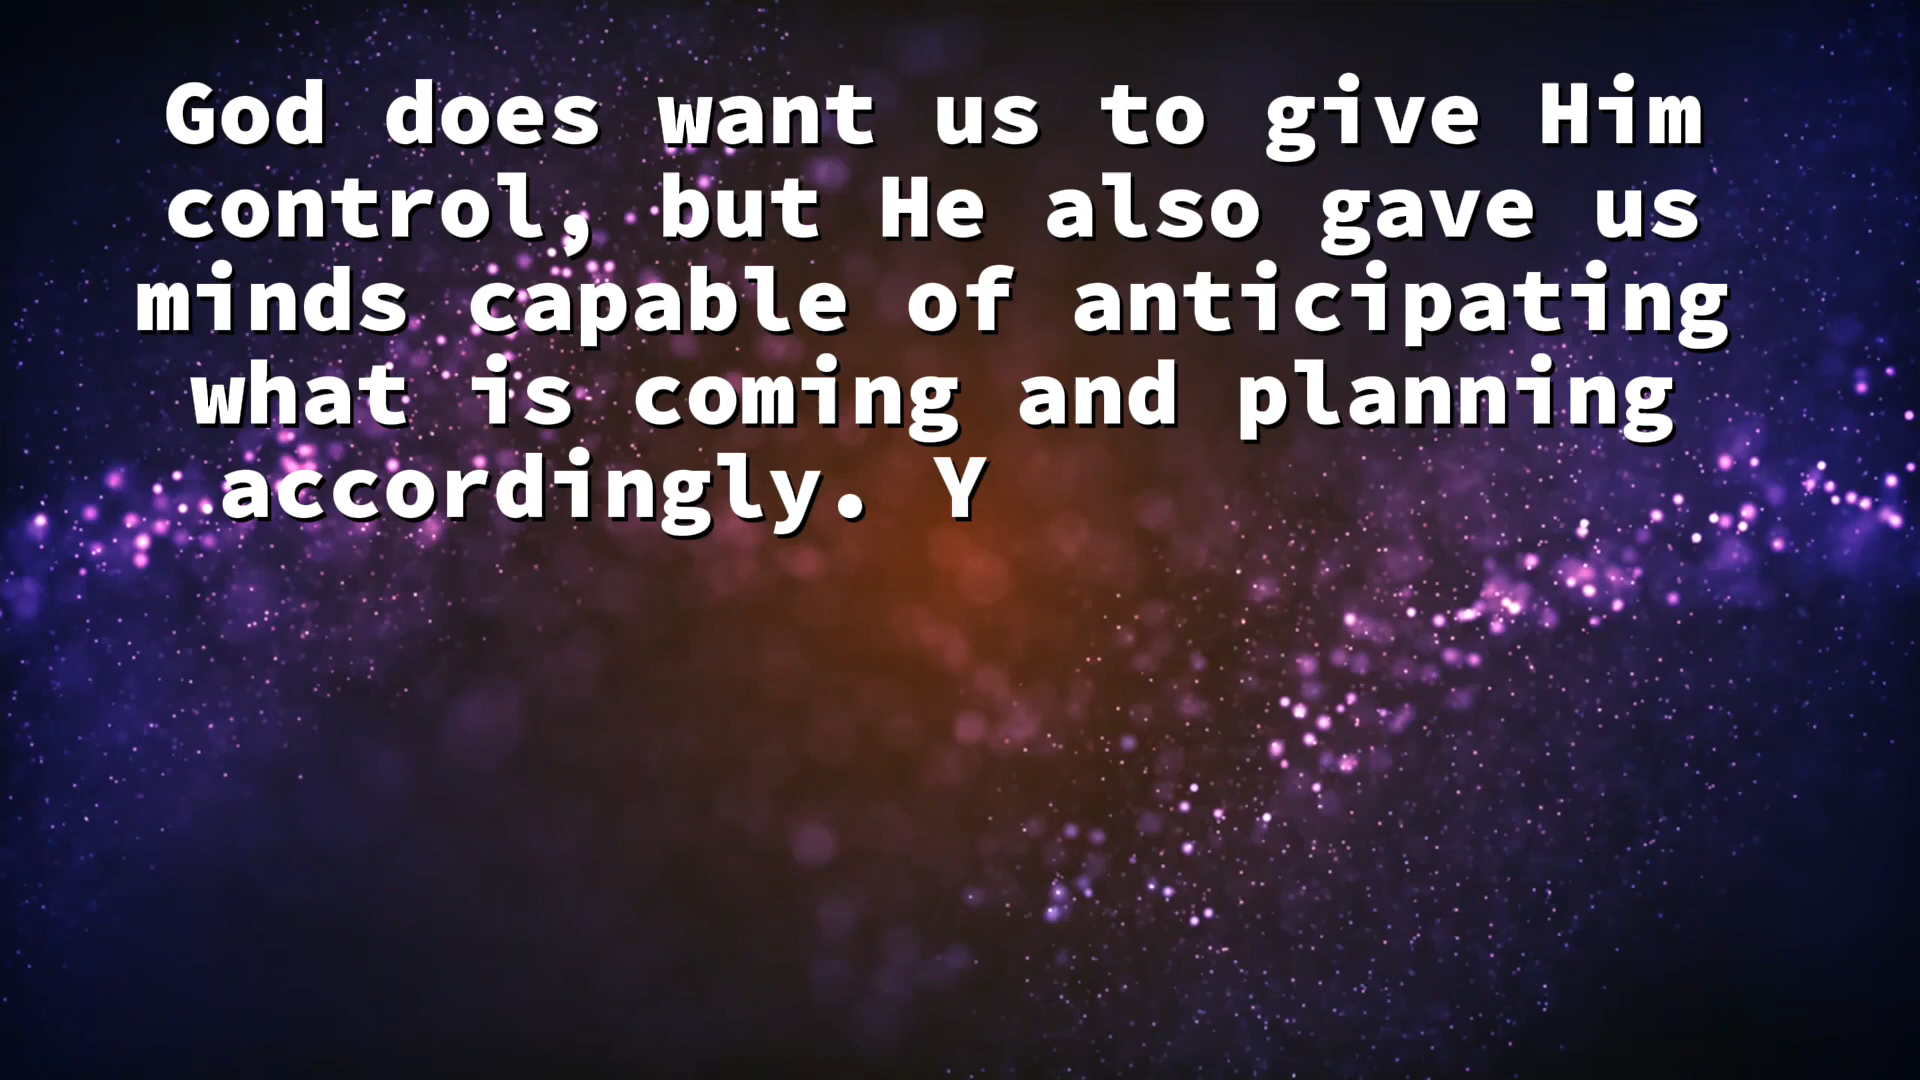 God does want us to give Him
control, but He also gave us
minds capable of anticipating
what is coming and planning
accordingly. Y